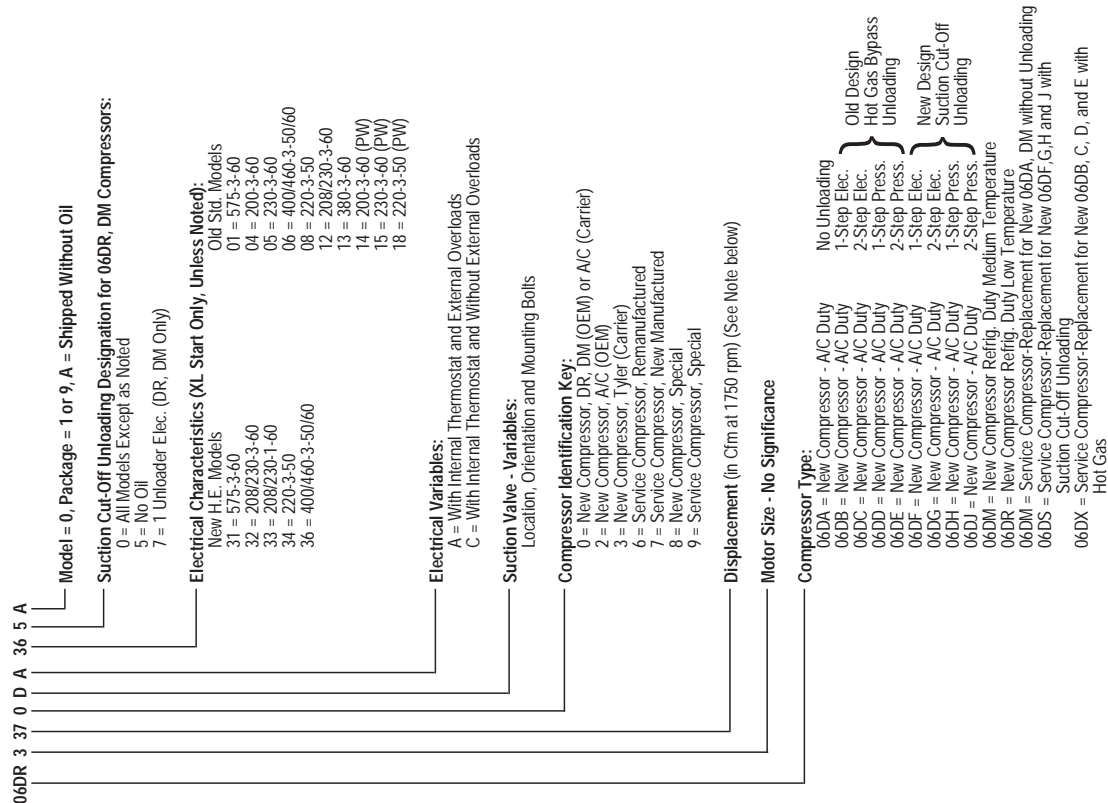 06DR 3 37 0 D A 36 5 A
Model = 0, Package = 1 or 9, A = Shipped Without Oil
Suction Cut-Off Unloading Designation for 06DR, DM Compressors:
0 = All Models Except as Noted
5 = No Oil
7 = 1 Unloader Elec. (DR, DM Only)
Electrical Characteristics (XL Start Only, Unless Noted):
New H.E. Models
31 = 575-3-60
32 = 208/230-3-60
33 = 208/230-1-60
34 = 220-3-50
36 = 400/460-3-50/60
Old Std. Models
01 = 575-3-60
04 = 200-3-60
05 = 230-3-60
06 = 400/460-3-50/60
08 = 220-3-50
12 = 208/230-3-60
13 = 380-3-60
14 = 200-3-60 (PW)
15 = 230-3-60 (PW)
18 = 220-3-50 (PW)
Electrical Variables:
A = With Internal Thermostat and External Overloads
C = With Internal Thermostat and Without External Overloads
Suction Valve - Variables:
Location, Orientation and Mounting Bolts
Compressor Identification Key:
0 = New Compressor, DR, DM (OEM) or A/C (Carrier)
2 = New Compressor, A/C (OEM)
3 = New Compressor, Tyler (Carrier)
6 = Service Compressor, Remanufactured
7 = Service Compressor, New Manufactured
8 = New Compressor, Special
9 = Service Compressor, Special
Displacement (in Cfm at 1750 rpm) (See Note below)
Motor Size - No Significance
Compressor Type:
06DA = New Compressor - A/C Duty No Unloading
06DB = New Compressor - A/C Duty 1-Step Elec.
06DC = New Compressor - A/C Duty 2-Step Elec.
06DD = New Compressor - A/C Duty 1-Step Press.
06DE = New Compressor - A/C Duty 2-Step Press.
Old Design
Hot Gas Bypass
Unloading
06DF = New Compressor - A/C Duty 1-Step Elec.
06DG = New Compressor - A/C Duty 2-Step Elec.
06DH = New Compressor - A/C Duty 1-Step Press.
06DJ = New Compressor - A/C Duty 2-Step Press.
New Design
Suction Cut-Off
Unloading
06DM = New Compressor Refrig. Duty Medium Temperature
06DR = New Compressor Refrig. Duty Low Temperature
06DM = Service Compressor-Replacement for New 06DA, DM without Unloading
06DS = Service Compressor-Replacement for New 06DF,G,H and J with
Suction Cut-Off Unloading
06DX = Service Compressor-Replacement for New 06DB, C, D, and E with
Hot Gas